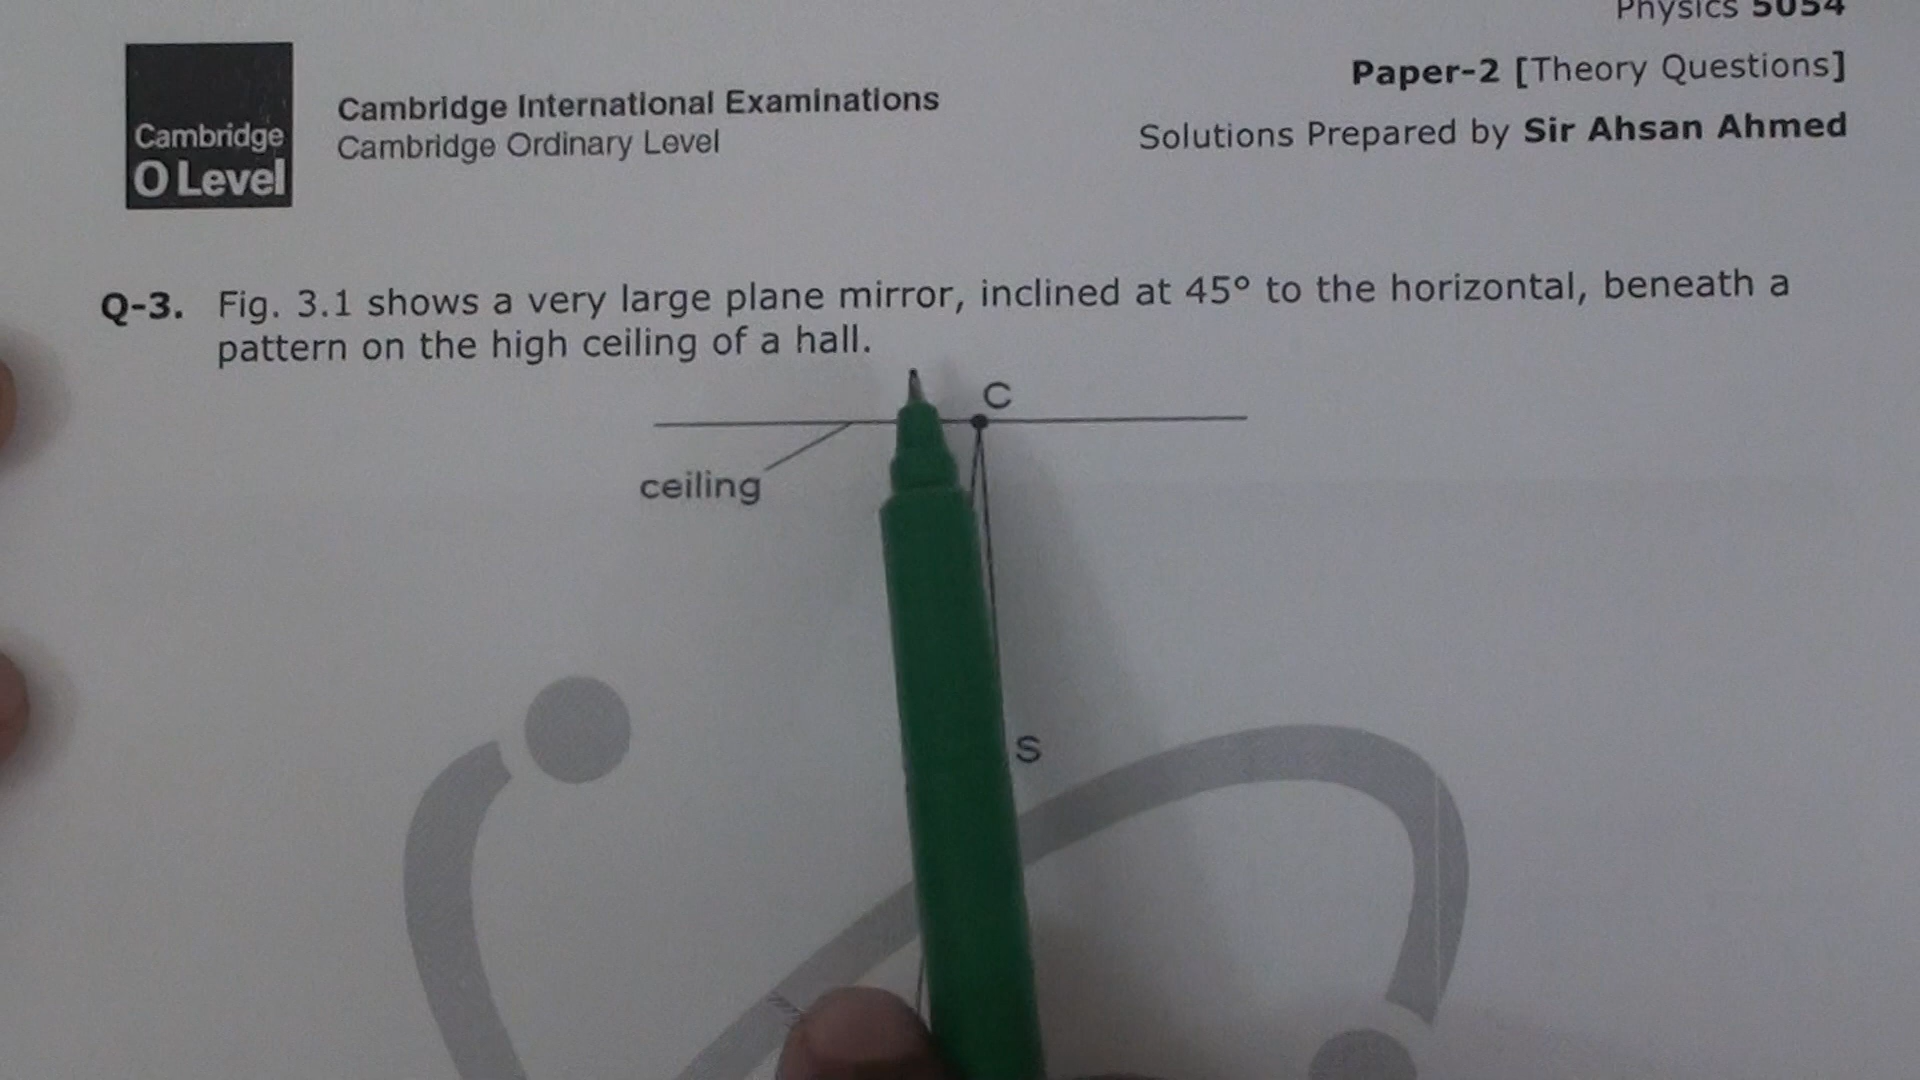 Physics 5054
Paper-2 [Theory Questions]
Solutions Prepared by Sir Ahsan Ahmed
Cambridge
O Level
Cambridge International Examinations
Cambridge Ordinary Level
Q-3. Fig. 3.1 shows a very large plane mirror, inclined at 45° to the horizontal, beneath a
pattern on the high ceiling of a hall.
C
ceiling
S